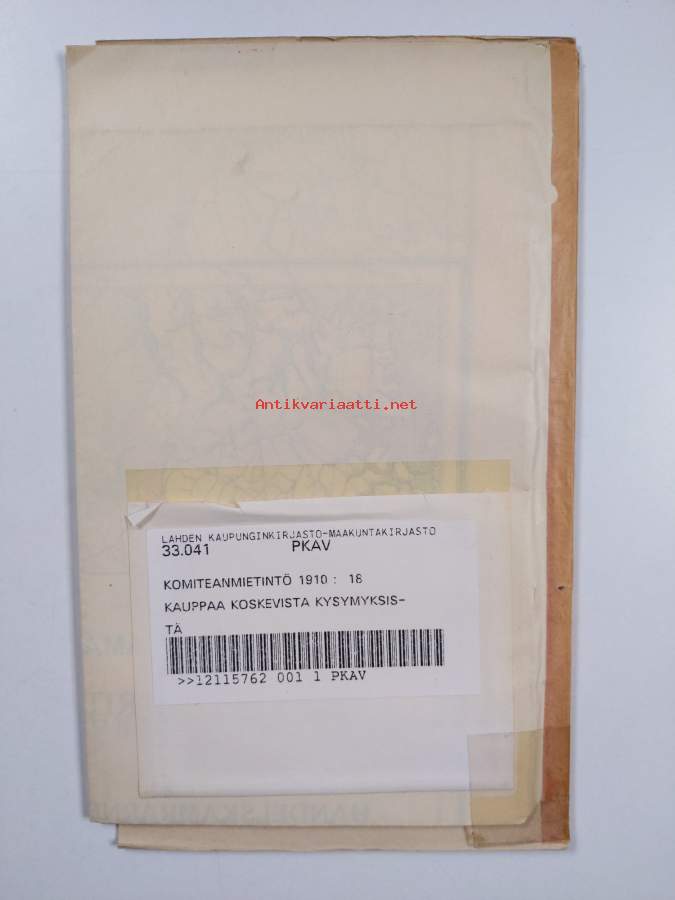 Antikvariaatti.net
LAHDEN KAUPUNGINKIRJASTO-MAAKUNTAKIRJASTO
33.041 PKAV
KOMITEANMIETINTÖ 1910 : 18
KAUPPAA KOSKEVISTA KYSYMYKSIS-
TÄ
>>12115762 001 1 PKAV